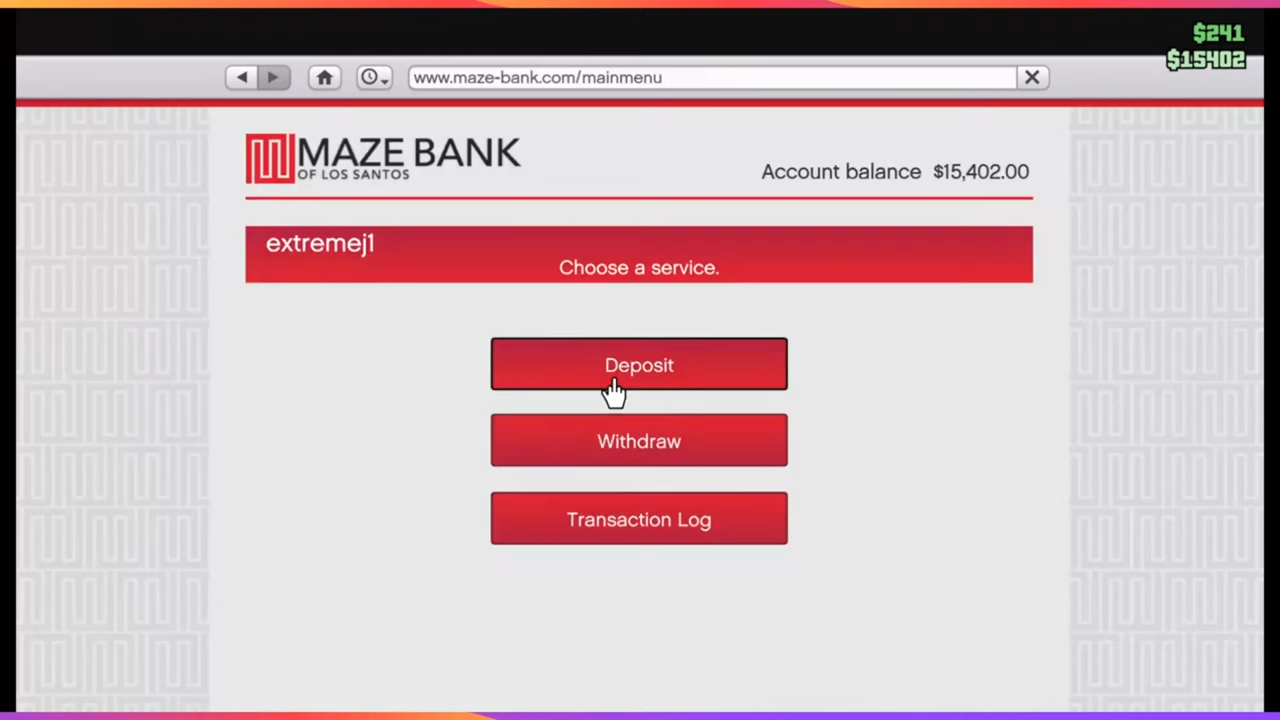 $241
$15402
www.maze-bank.com/mainmenu
MAZE BANK
OF LOS SANTOS
Account balance $15,402.00
extremej1
Choose a service.
Deposit
Withdraw
Transaction Log